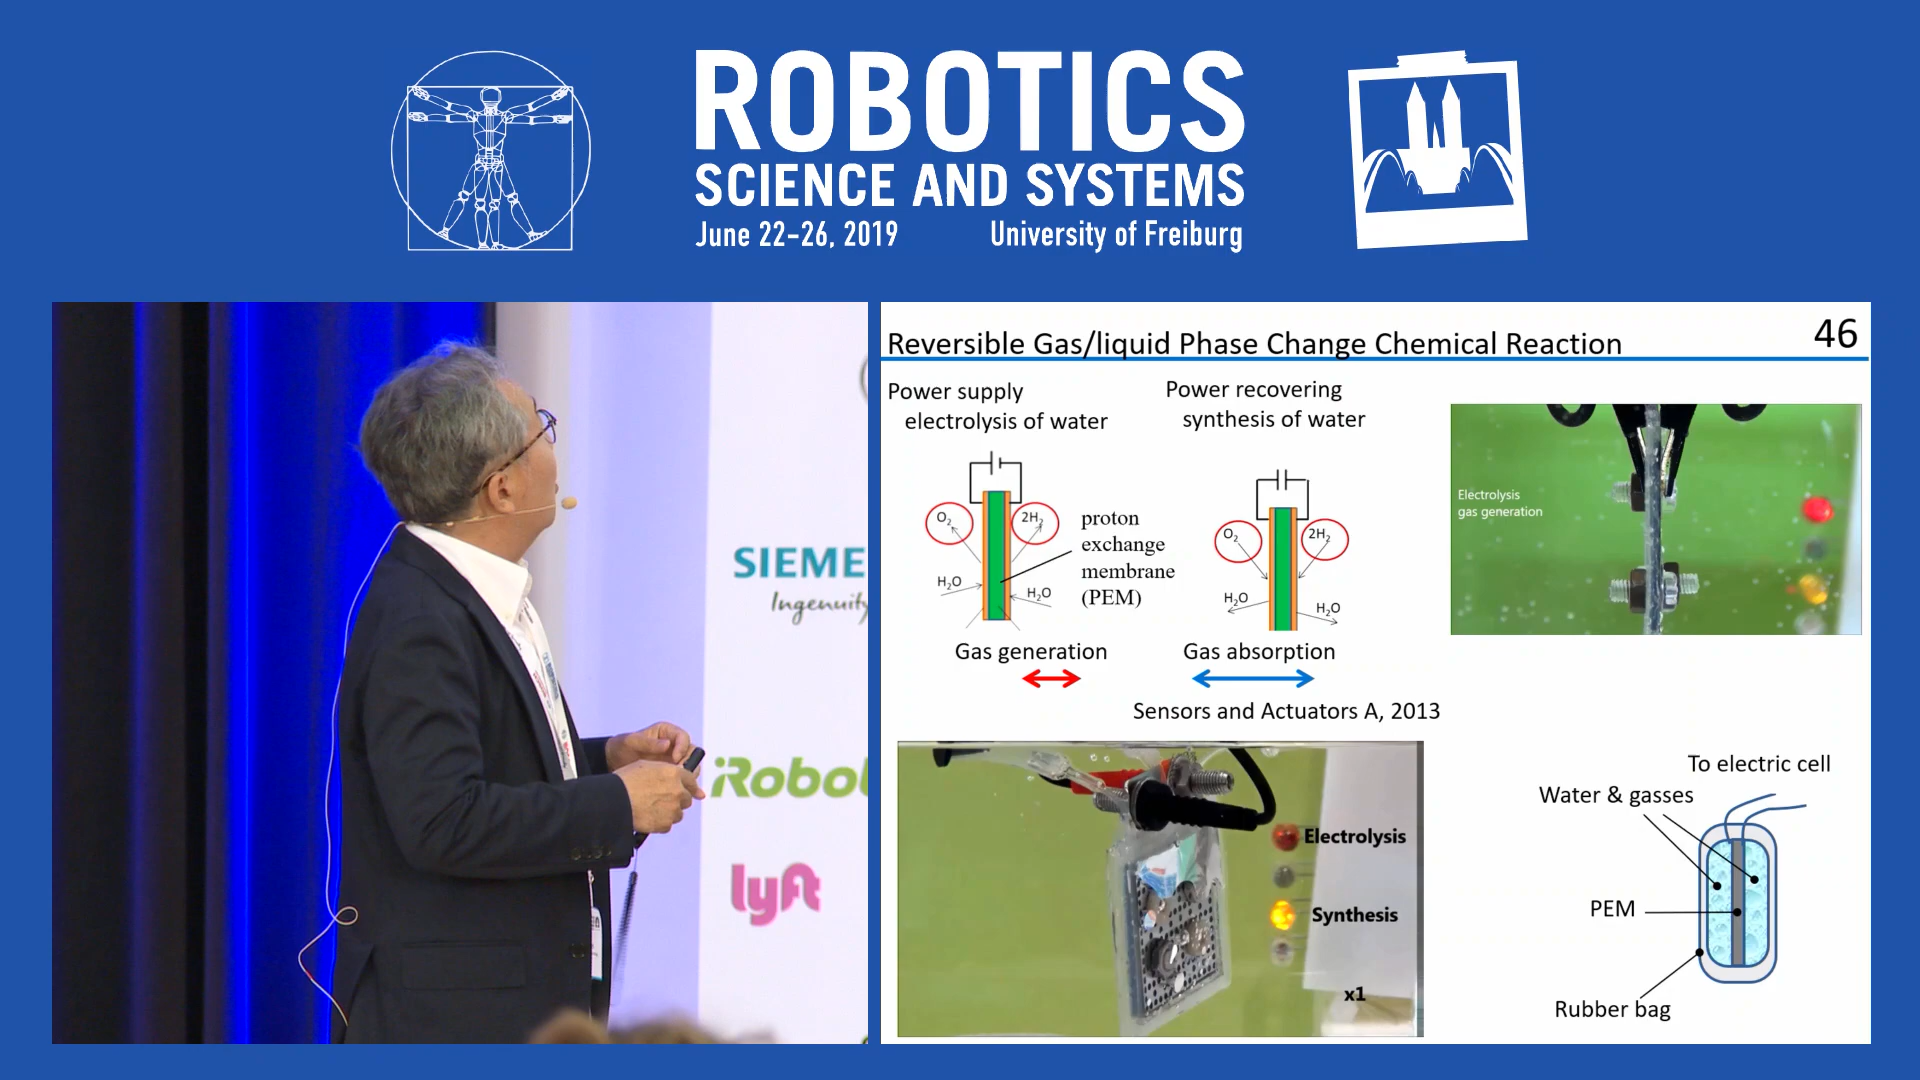 ROBOTICS
SCIENCE AND SYSTEMS
June 22-26, 2019 University of Freiburg
SIEME
Ingenuity
iRobot
lyft
Reversible Gas/liquid Phase Change Chemical Reaction 46
Power supply
electrolysis of water
Power recovering
synthesis of water
O2
2H2
H2O
H2O
proton
exchange
membrane
(PEM)
O2
2H2
H2O
H2O
Gas generation
Gas absorption
Sensors and Actuators A, 2013
Electrolysis
gas generation
Electrolysis
Synthesis
x1
To electric cell
Water & gasses
PEM
Rubber bag